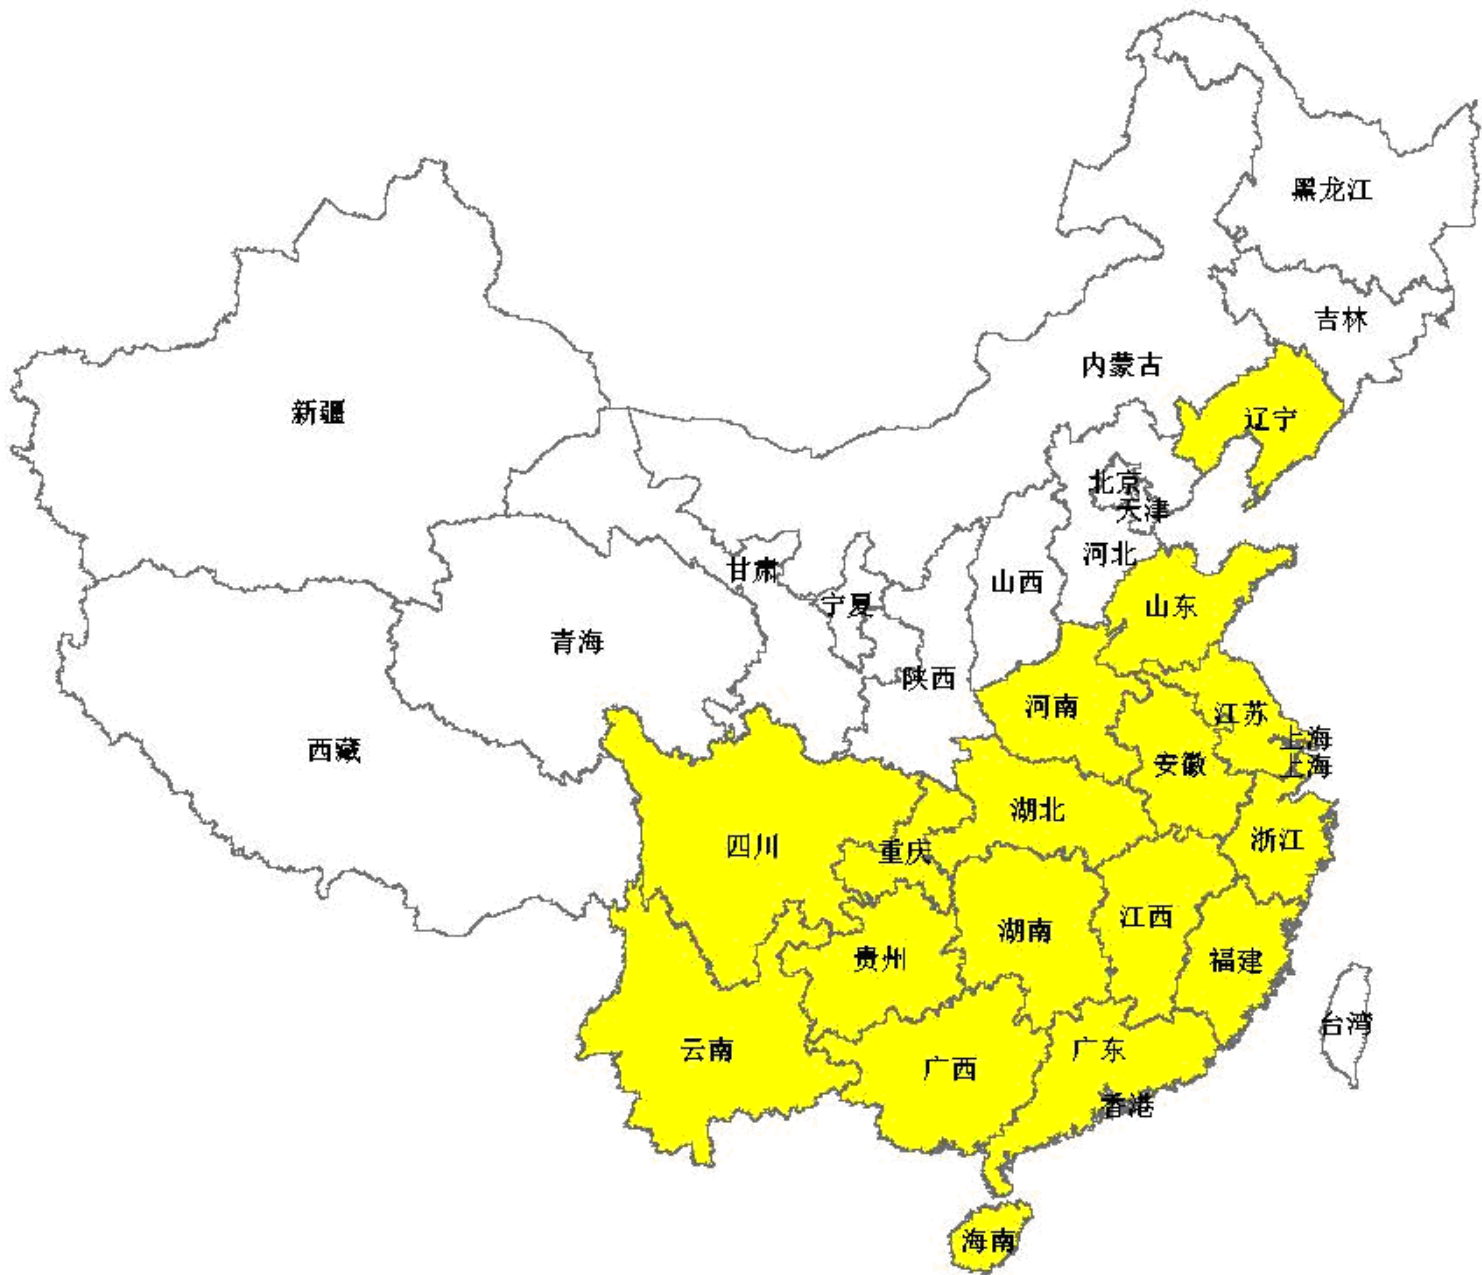 黑龙江
吉林
内蒙古
新疆
辽宁
北京
天津
河北
甘肃
山西
宁夏
山东
青海
陕西
河南
江苏
上海
西藏
安徽
上海
湖北
浙江
四川
重庆
江西
湖南
贵州
福建
台湾
云南
广东
广西
香港
海南